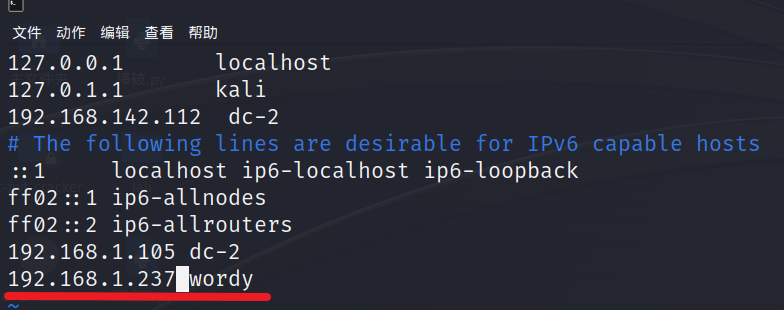 文件 动作 编辑 查看 帮助
127.0.0.1 localhost
127.0.1.1 kali
192.168.142.112 dc-2
# The following lines are desirable for IPv6 capable hosts
::1 localhost ip6-localhost ip6-loopback
ff02::1 ip6-allnodes
ff02::2 ip6-allrouters
192.168.1.105 dc-2
192.168.1.237 wordy
~